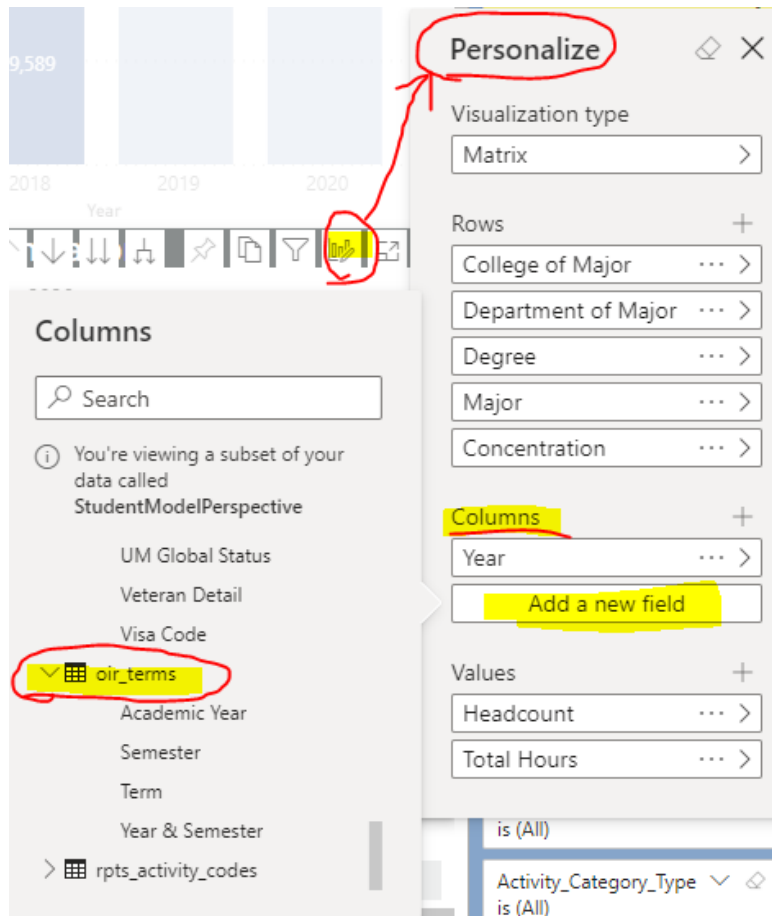 9,589
2018
2019
2020
Year
Personalize
Visualization type
Matrix
Rows
College of Major
Department of Major
Degree
Major
Concentration
Columns
Year
Add a new field
Values
Headcount
Total Hours
Columns
Search
You're viewing a subset of your
data called
StudentModelPerspective
UM Global Status
Veteran Detail
Visa Code
oir_terms
Academic Year
Semester
Term
Year & Semester
rpts_activity_codes
is (All)
Activity_Category_Type
is (All)